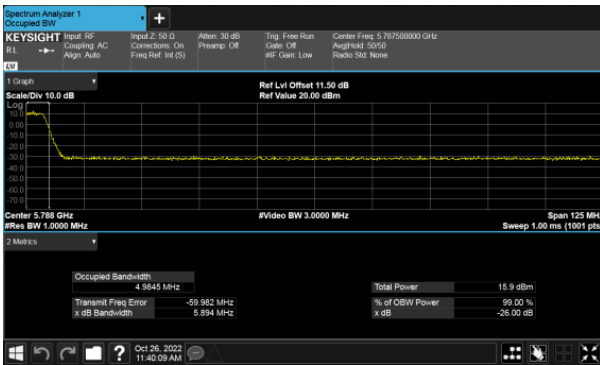 Spectrum Analyzer 1
Occupied BW
+
KEYSIGHT Input: RF Input Z: 50 Ω Atten: 30 dB Trig: Free Run Center Freq: 5.787500000 GHz
RL Coupling: AC Corrections: On Preamp: Off Gate: Off Avg|Hold: 50/50
Align: Auto Freq Ref: Int (S) #IF Gain: Low Radio Std: None
LXI
1 Graph
Ref Lvl Offset 11.50 dB
Scale/Div 10.0 dB Ref Value 20.00 dBm
Log
10.0
0.00
-10.0
-20.0
-30.0
-40.0
-50.0
-60.0
-70.0
Center 5.788 GHz #Video BW 3.0000 MHz Span 125 MH
#Res BW 1.0000 MHz Sweep 1.00 ms (1001 pts
2 Metrics
Occupied Bandwidth
4.9845 MHz Total Power 15.9 dBm
Transmit Freq Error -59.982 MHz % of OBW Power 99.00 %
x dB Bandwidth 5.894 MHz x dB -26.00 dB
? Oct 26, 2022
11:40:09 AM